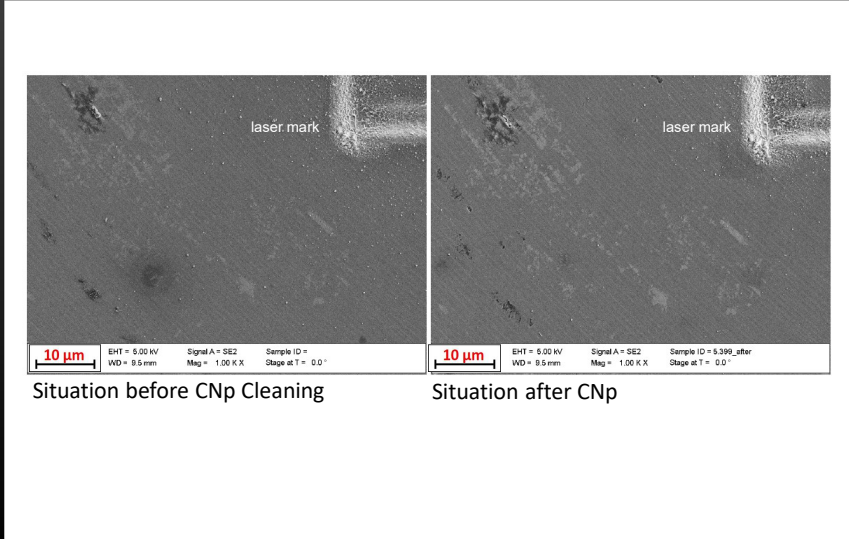 laser mark
laser mark
10 µm
EHT = 5.00 kV
Signal A = SE2
Sample ID =
WD = 9.5 mm
Mag = 1.00 K X
Stage at T = 0.0 °
10 µm
EHT = 5.00 kV
Signal A = SE2
Sample ID = 5.399_after
WD = 9.5 mm
Mag = 1.00 K X
Stage at T = 0.0 °
Situation before CNp Cleaning
Situation after CNp